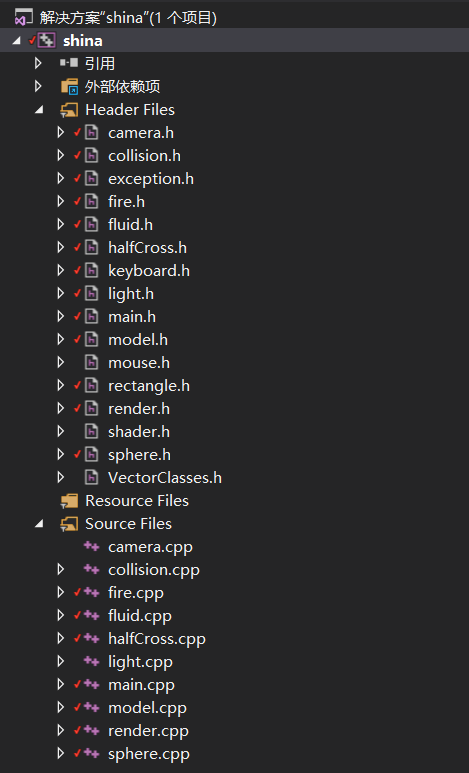 解决方案“shina”(1 个项目)
shina
引用
外部依赖项
Header Files
camera.h
collision.h
exception.h
fire.h
fluid.h
halfCross.h
keyboard.h
light.h
main.h
model.h
mouse.h
rectangle.h
render.h
shader.h
sphere.h
VectorClasses.h
Resource Files
Source Files
camera.cpp
collision.cpp
fire.cpp
fluid.cpp
halfCross.cpp
light.cpp
main.cpp
model.cpp
render.cpp
sphere.cpp